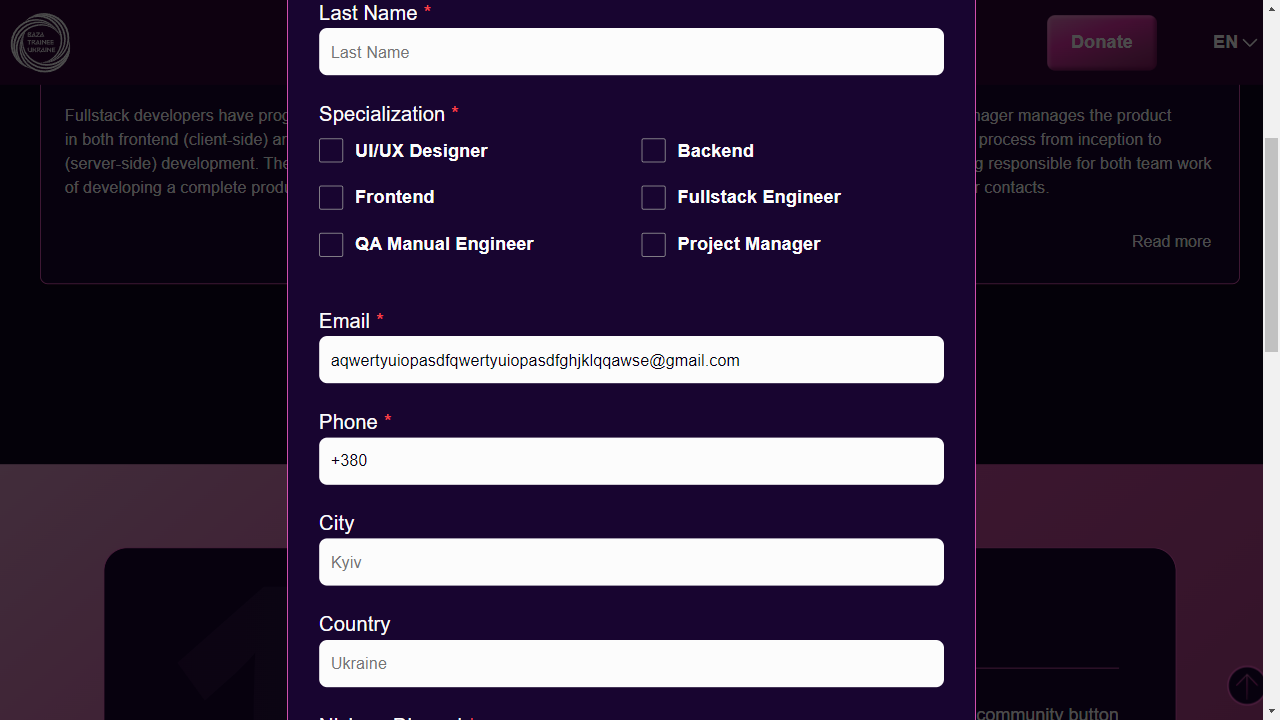 Last Name *
BAZA
TRAINEE
UKRAINE
Donate
EN
Last Name
Fullstack developers have prog
in both frontend (client-side) ar
(server-side) development. The
of developing a complete produ
Specialization *
UI/UX Designer
Backend
Frontend
Fullstack Engineer
QA Manual Engineer
Project Manager
nager manages the product
process from inception to
g responsible for both team work
r contacts.
Read more
Email *
aqwertyuiopasdfqwertyuiopasdfghjklqqawse@gmail.com
Phone *
+380
City
Kyiv
Country
Ukraine
1
community button